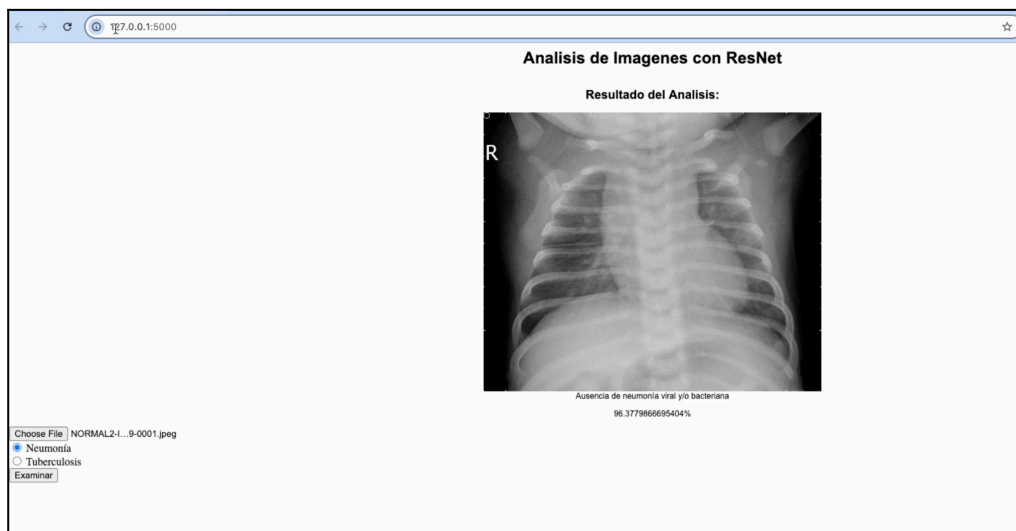 127.0.0.1:5000
Analisis de Imagenes con ResNet
Resultado del Analisis:
R
Ausencia de neumonía viral y/o bacteriana
96.3779866695404%
Choose File NORMAL2-I...9-0001.jpeg
Neumonía
Tuberculosis
Examinar